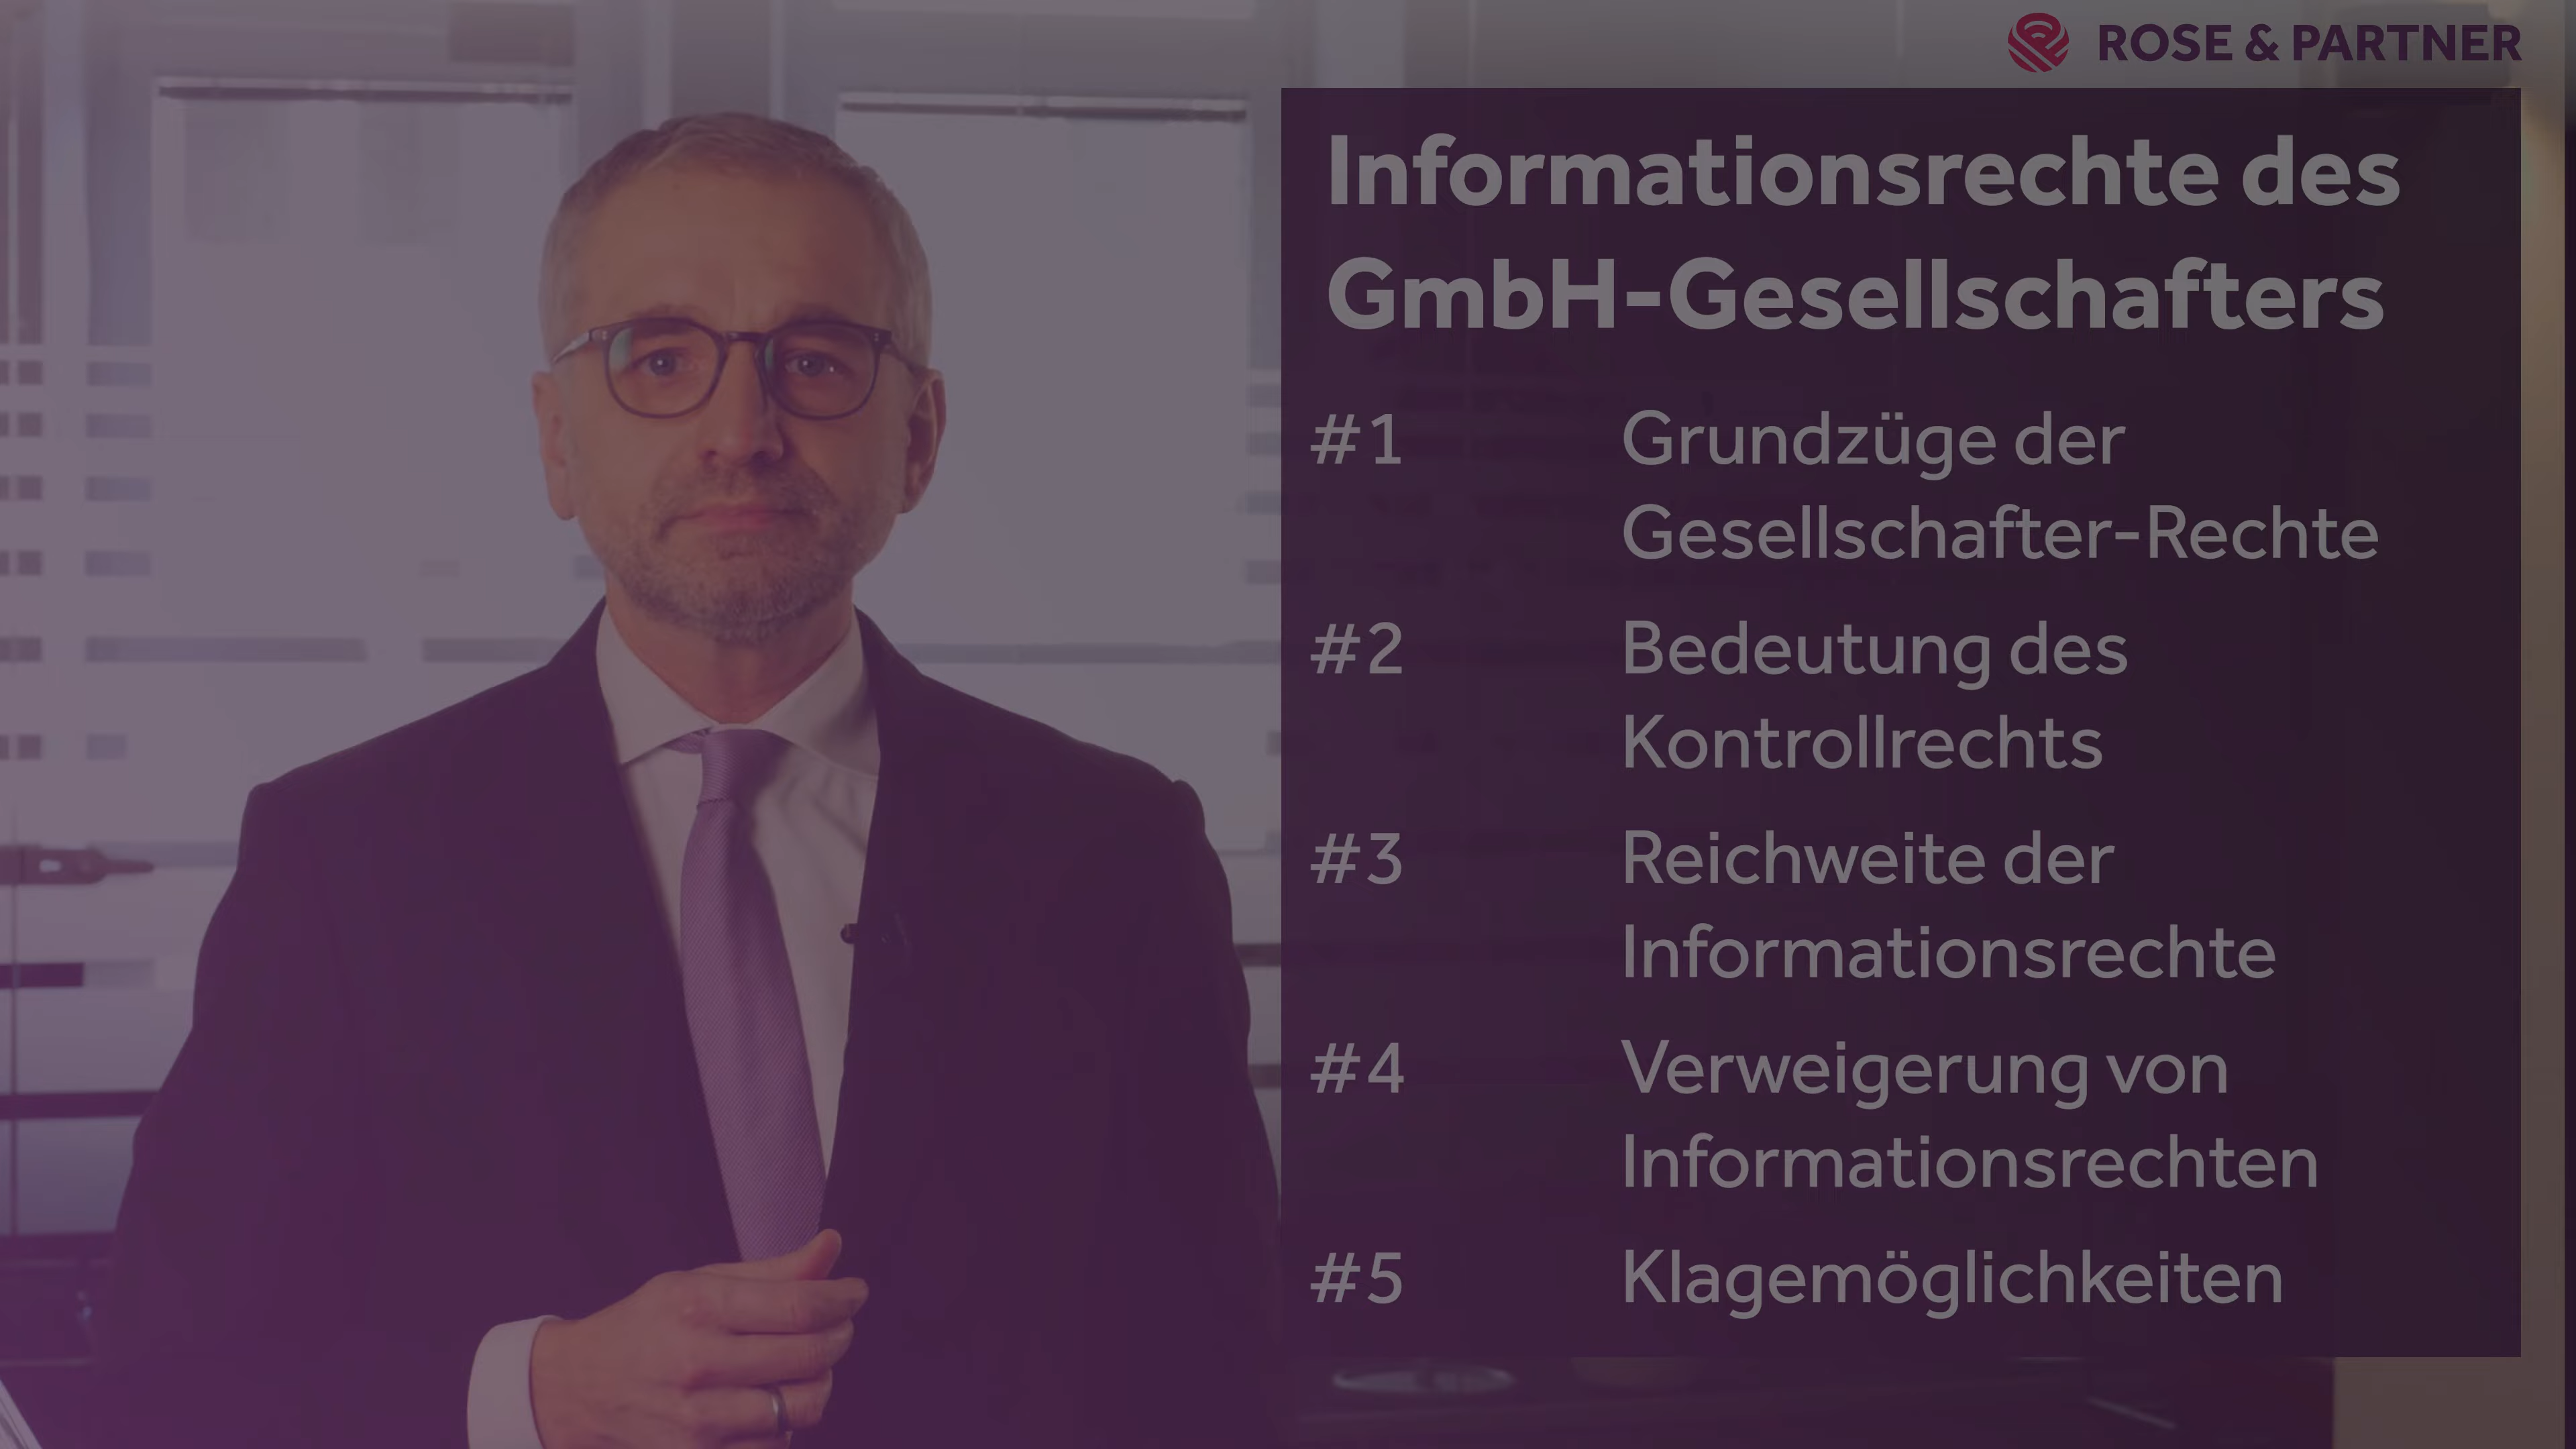 ROSE & PARTNER
Informationsrechte des
GmbH-Gesellschafters
#1 Grundzüge der
Gesellschafter-Rechte
#2 Bedeutung des
Kontrollrechts
#3 Reichweite der
Informationsrechte
#4 Verweigerung von
Informationsrechten
#5 Klagemöglichkeiten